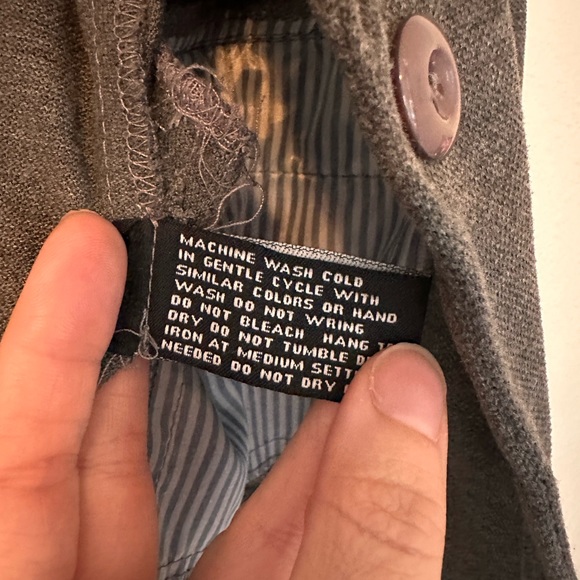 MACHINE WASH COLD
IN GENTLE CYCLE WITH
SIMILAR COLORS OR HAND
WASH DO NOT WRING
DO NOT BLEACH HANG
DRY DO NOT TUMBLE
IRON AT MEDIUM
NEEDED DO NOT DRY